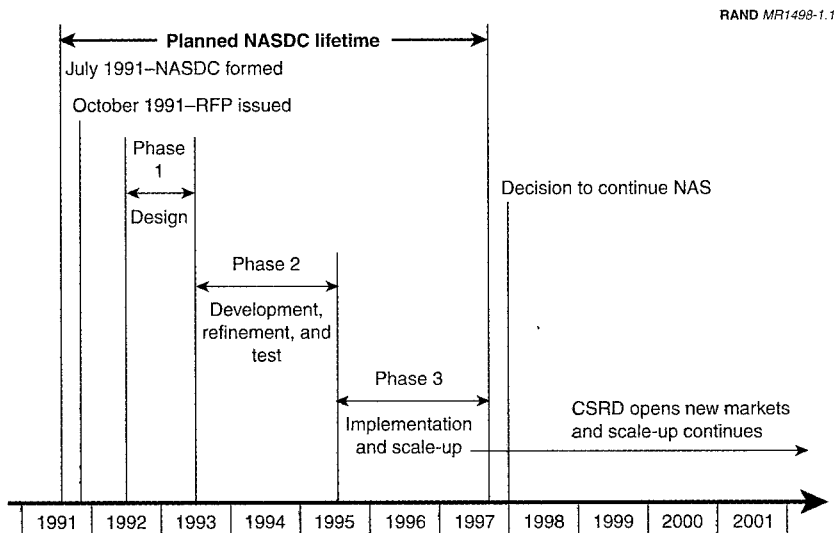 RAND MR1498-1.1
Planned NASDC lifetime
July 1991–NASDC formed
October 1991–RFP issued
Phase
1
Design
Decision to continue NAS
Phase 2
Development,
refinement, and
test
Phase 3
Implementation
and scale-up
CSRD opens new markets
and scale-up continues
1991 1992 1993 1994 1995 1996 1997 1998 1999 2000 2001